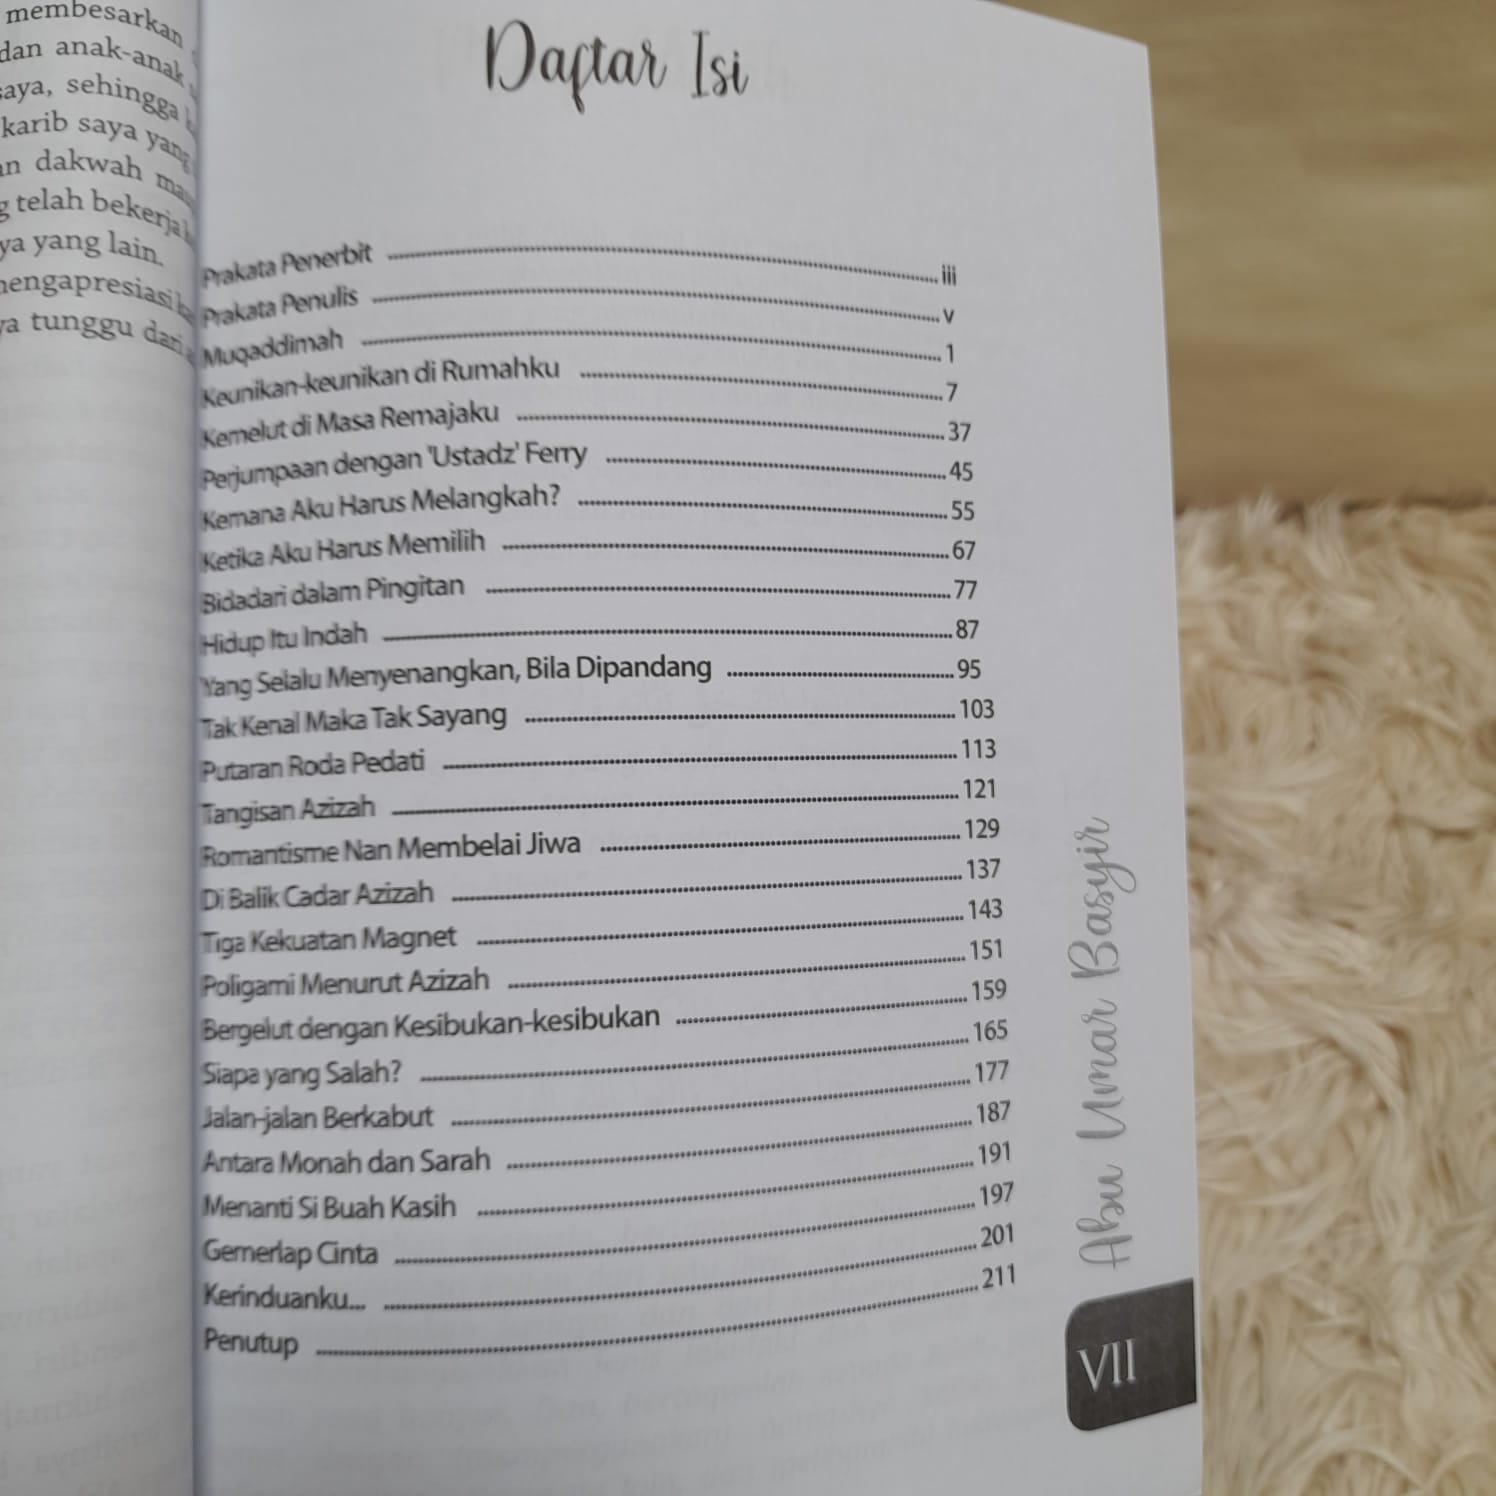 membesarkan
dan anak-anak
saya, sehingga
karib saya yang
dakwah
telah bekerja
yang lain.
mengapresiasi
tunggu dari
Daftar Isi
Prakata Penerbit ........ iii
Prakata Penulis ........ v
Muqaddimah ........ 1
Keunikan-keunikan di Rumahku ........ 7
Kemelut di Masa Remajaku ........ 37
Perjumpaan dengan 'Ustadz' Ferry ........ 45
Kemana Aku Harus Melangkah? ........ 55
Ketika Aku Harus Memilih ........ 67
Bidadari dalam Pingitan ........ 77
Hidup Itu Indah ........ 87
Yang Selalu Menyenangkan, Bila Dipandang ........ 95
Tak Kenal Maka Tak Sayang ........ 103
Putaran Roda Pedati ........ 113
Tangisan Azizah ........ 121
Romantisme Nan Membelai Jiwa ........ 129
Di Balik Cadar Azizah ........ 137
Tiga Kekuatan Magnet ........ 143
Poligami Menurut Azizah ........ 151
Bergelut dengan Kesibukan-kesibukan ........ 159
Siapa yang Salah? ........ 165
Jalan-jalan Berkabut ........ 177
Antara Monah dan Sarah ........ 187
Menanti Si Buah Kasih ........ 191
Gemerlap Cinta ........ 197
Kerinduanku... ........ 201
Penutup ........ 211
Abu Umar Basyir
VII